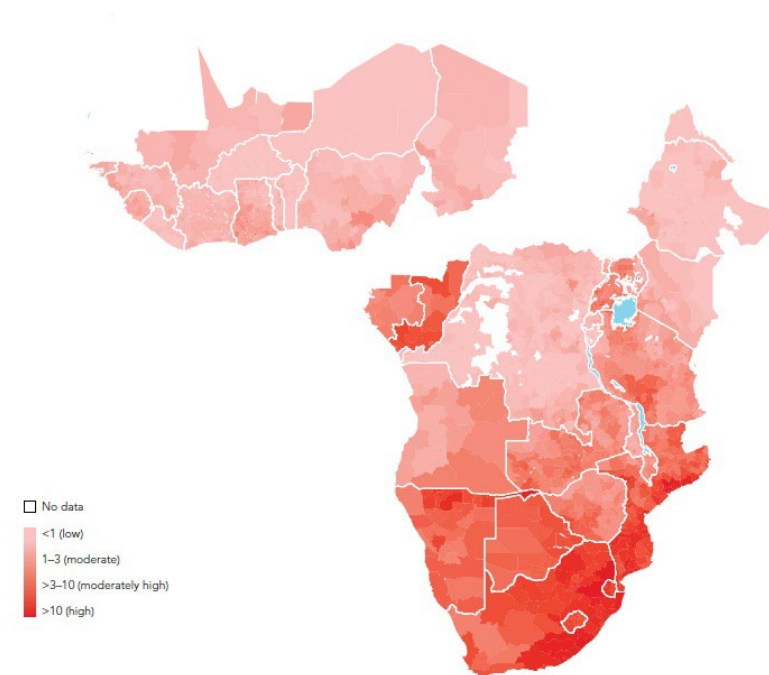 No data
<1 (low)
1–3 (moderate)
>3–10 (moderately high)
>10 (high)